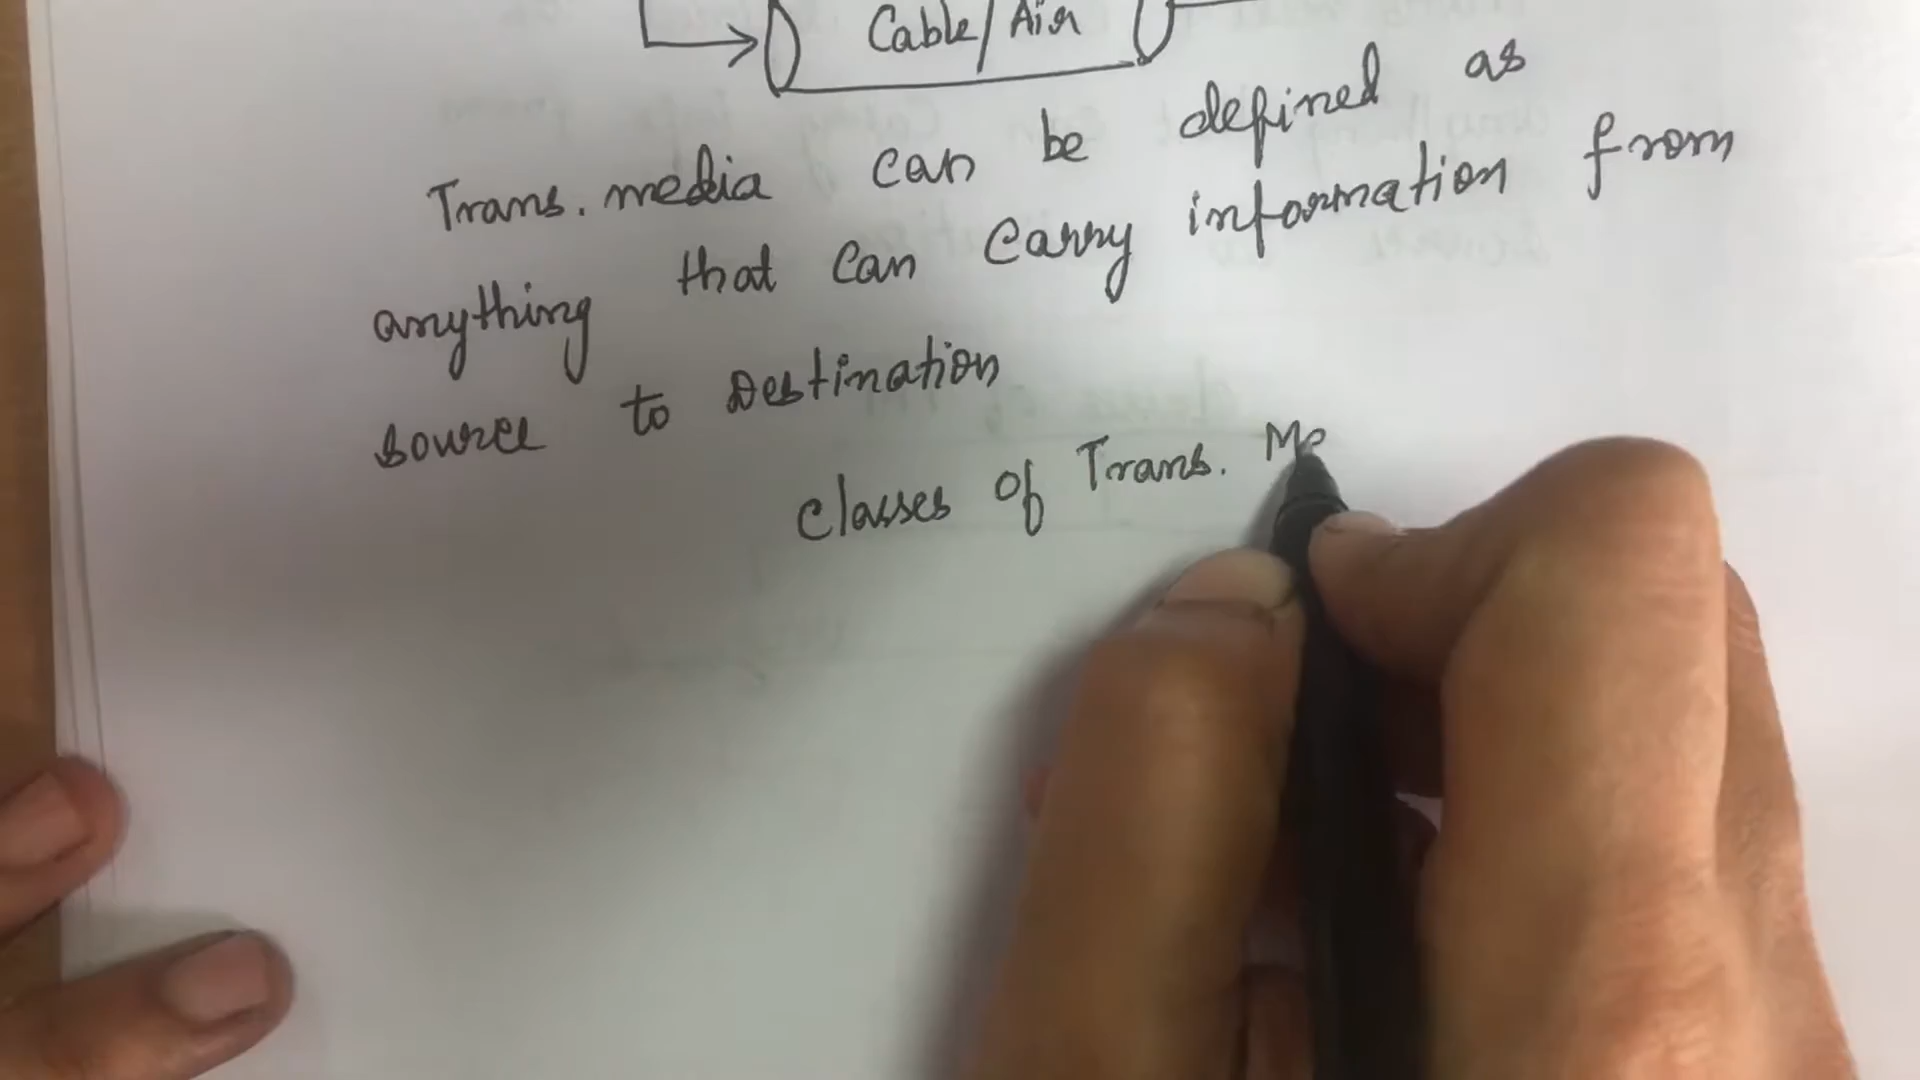 Cable/Air
Trans. media can be defined as
anything that can carry information from
source to Destination
classes of Trans. Me